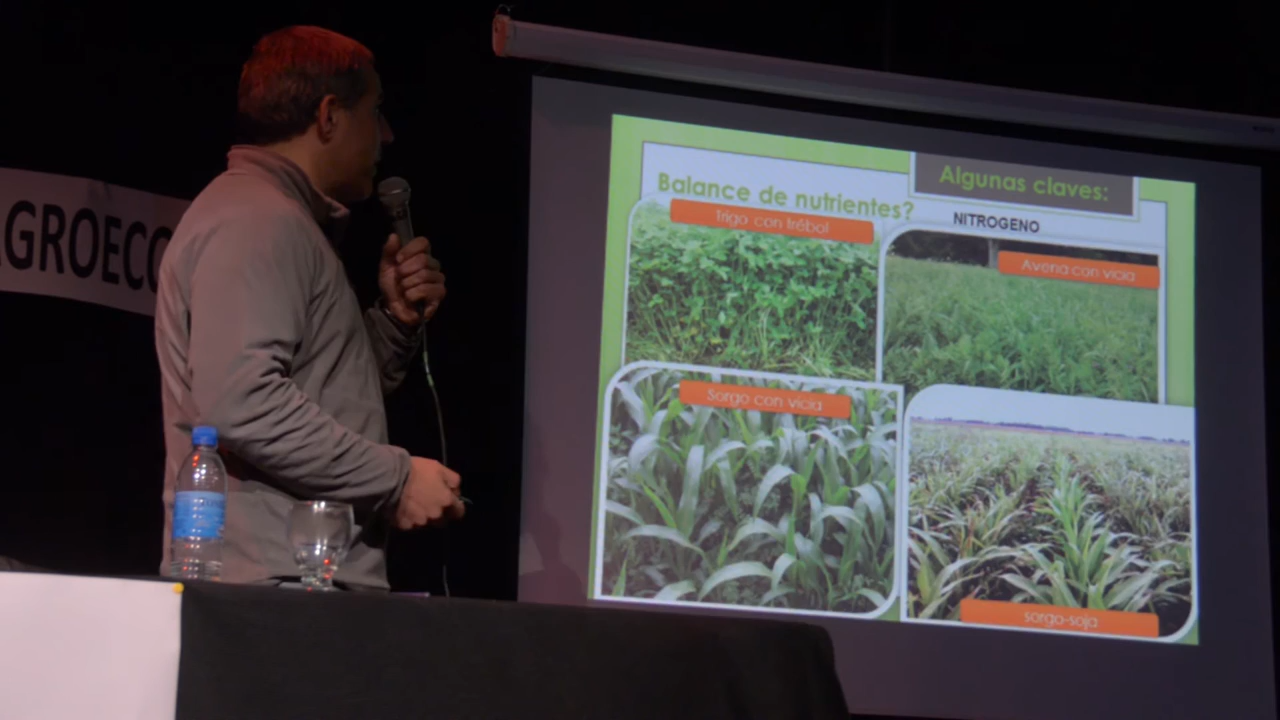 AGROECO
Algunas claves:
Balance de nutrientes?
NITROGENO
Trigo con trébol
Avena con vicia
Sorgo con vicia
sorgo-soja